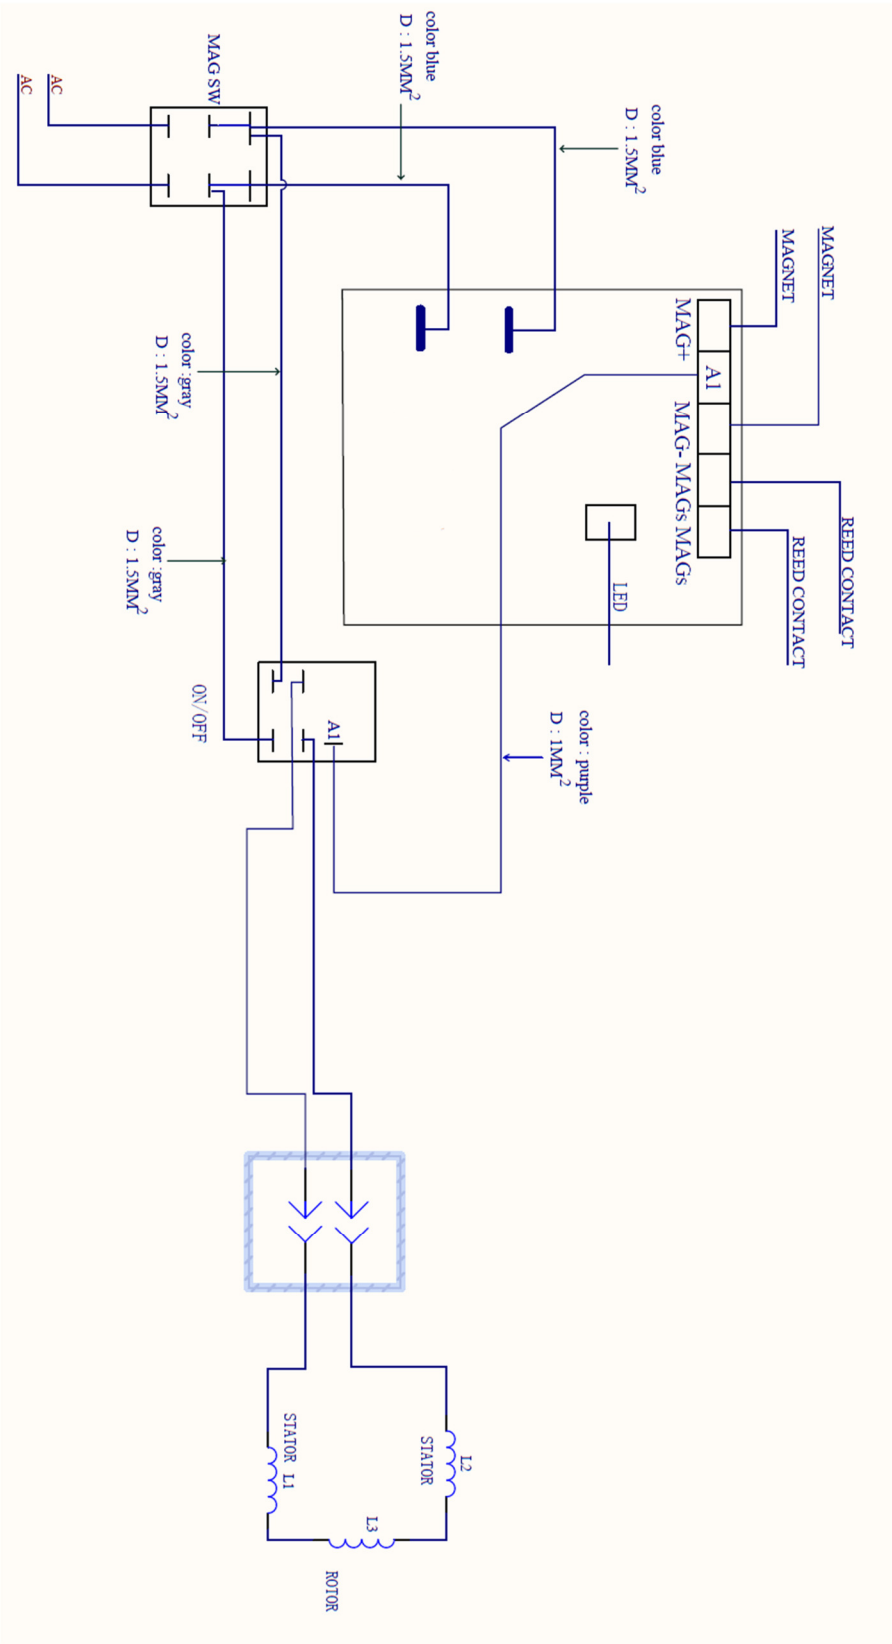 MAGNET
MAGNET
REED CONTACT
REED CONTACT
MAG+
A1
MAG-
MAGs
MAGs
LED
color blue
D : 1.5MM²
color blue
D : 1.5MM²
MAG SW
AC
AC
color :gray
D : 1.5MM²
color :gray
D : 1.5MM²
ON/OFF
A1
color : purple
D : 1MM²
L2
STATOR
STATOR L1
L3
ROTOR